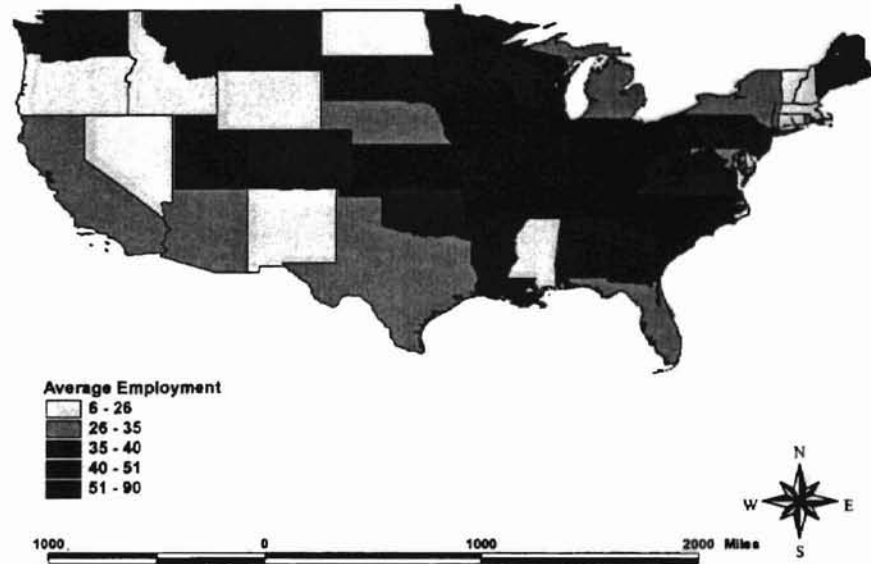 Average Employment
6 - 26
26 - 35
35 - 40
40 - 51
51 - 90
N
W E
S
1000 0 1000 2000 Miles